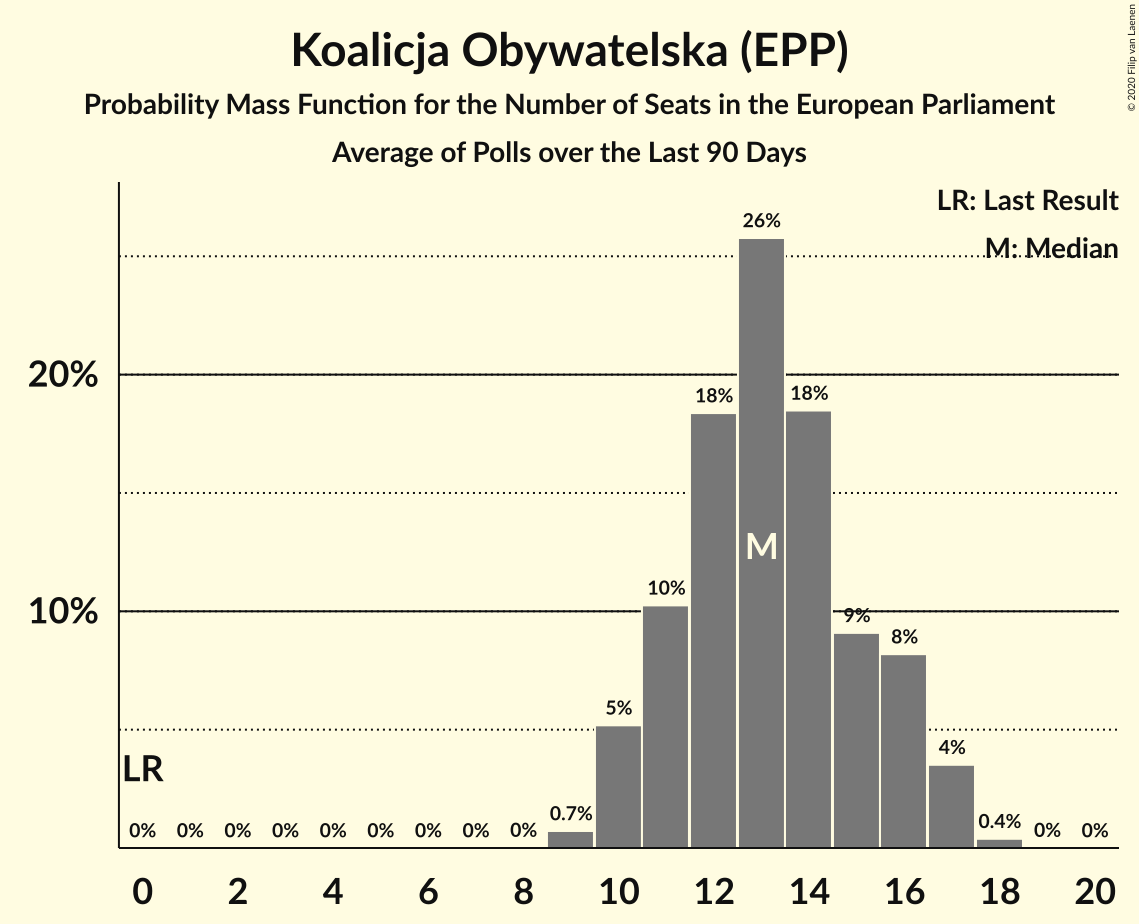 Koalicja Obywatelska (EPP)
Probability Mass Function for the Number of Seats in the European Parliament
Average of Polls over the Last 90 Days
© 2020 Filip van Laenen
LR: Last Result
M: Median
26%
20%
18%
18%
M
10%
10%
9%
8%
5%
4%
LR
0%
0%
0%
0%
0%
0%
0%
0%
0%
0.7%
0.4%
0%
0%
0 2 4 6 8 10 12 14 16 18 20